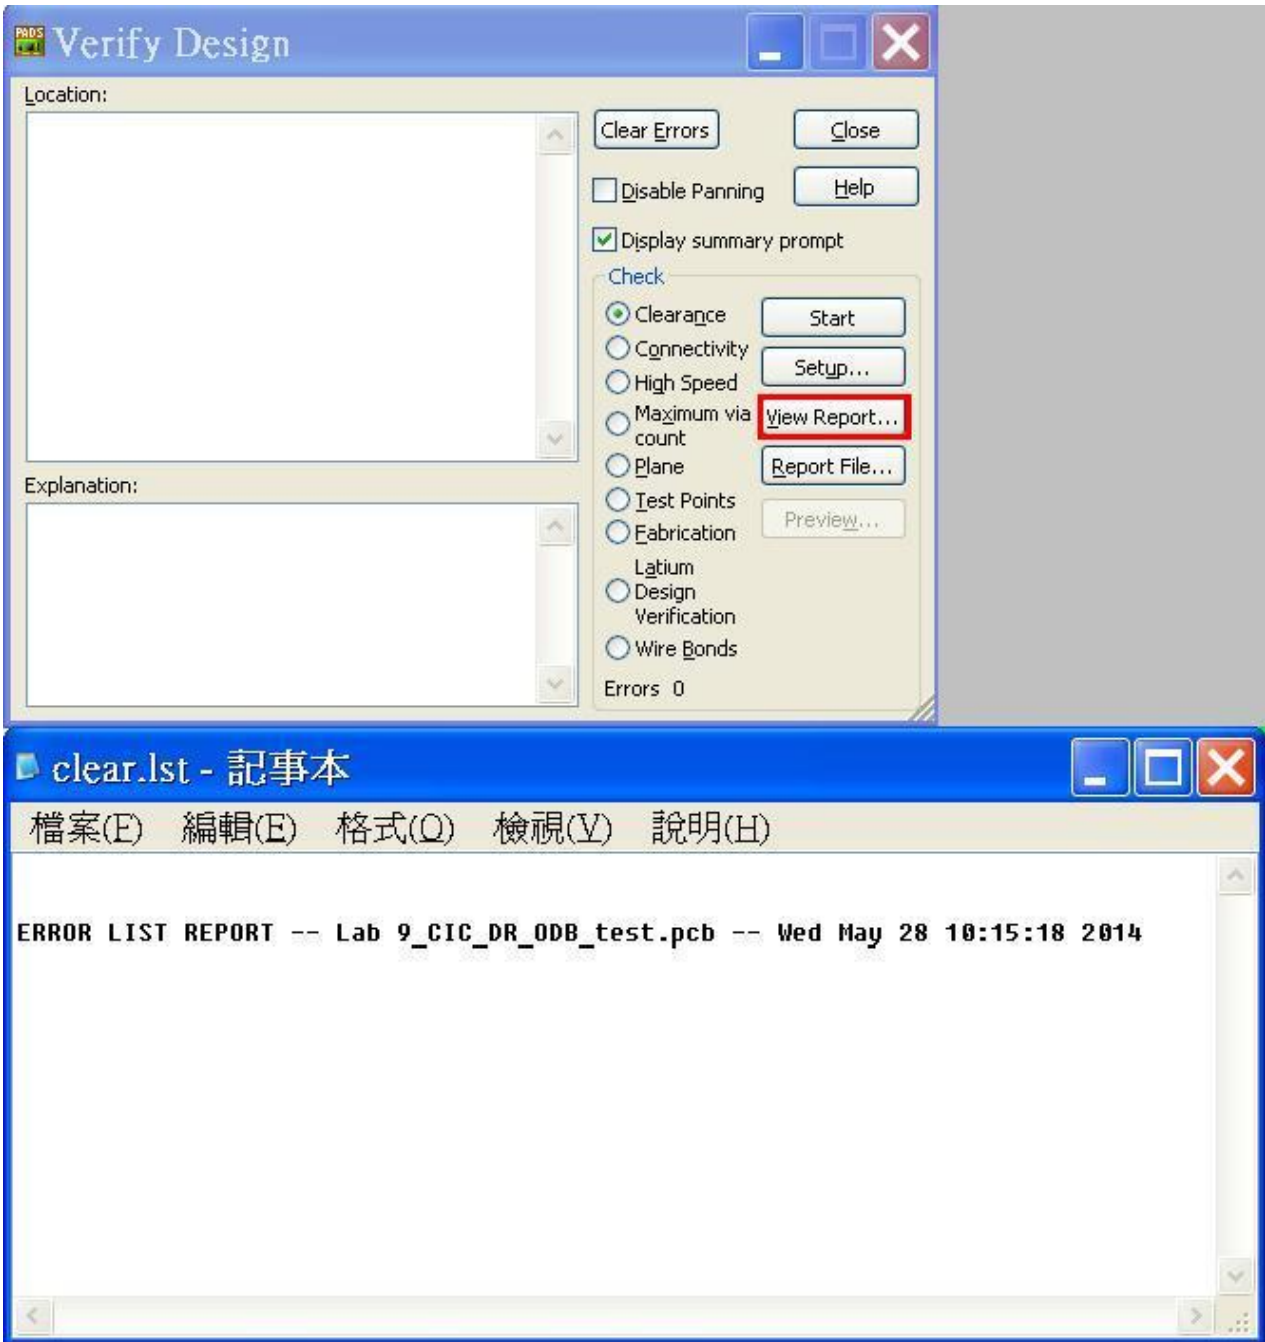 PADS
Verify Design
Location:
Clear Errors
Close
Disable Panning
Help
Display summary prompt
Check
Clearance
Start
Connectivity
Setup...
High Speed
Maximum via
count
View Report...
Plane
Report File...
Explanation:
Test Points
Preview...
Fabrication
Latium
Design
Verification
Wire Bonds
Errors 0
clear.lst - 記事本
檔案(F) 編輯(E) 格式(O) 檢視(V) 說明(H)
ERROR LIST REPORT -- Lab 9_CIC_DR_ODB_test.pcb -- Wed May 28 10:15:18 2014